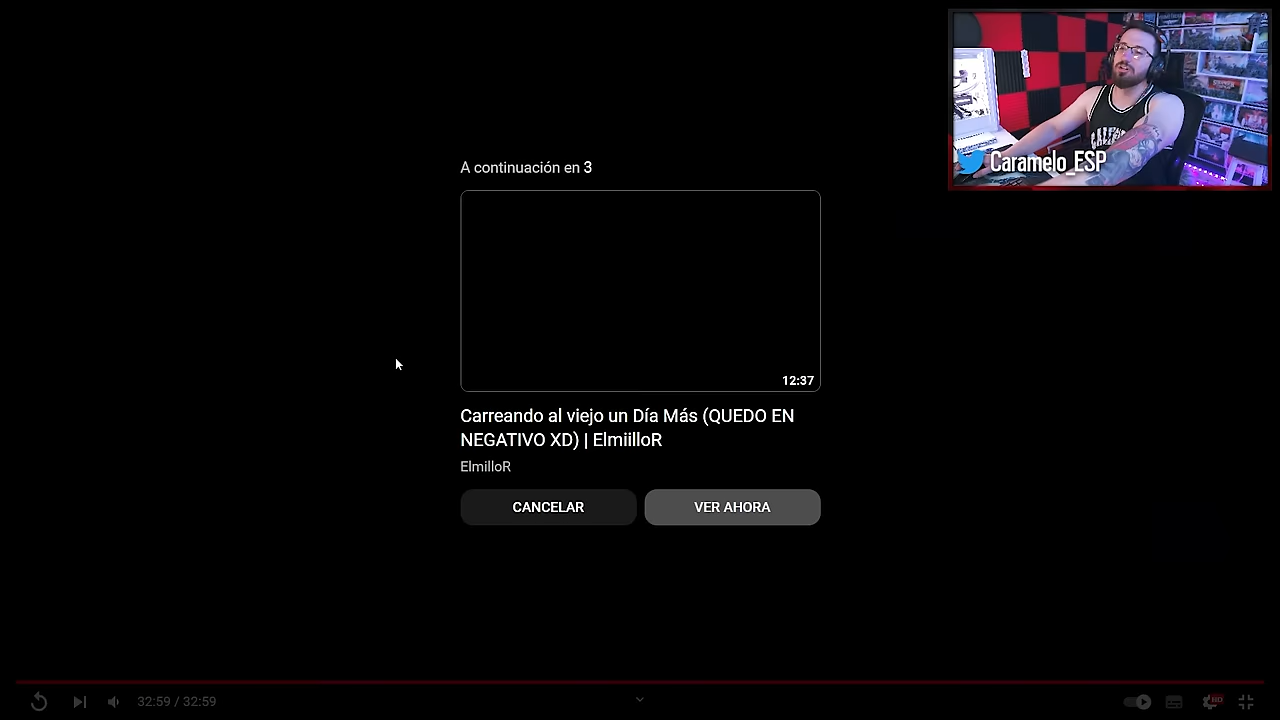 Caramelo_ESP
A continuación en 3
12:37
Carreando al viejo un Día Más (QUEDO EN
NEGATIVO XD) | ElmiilloR
ElmilloR
CANCELAR
VER AHORA
32:59 / 32:59
HD